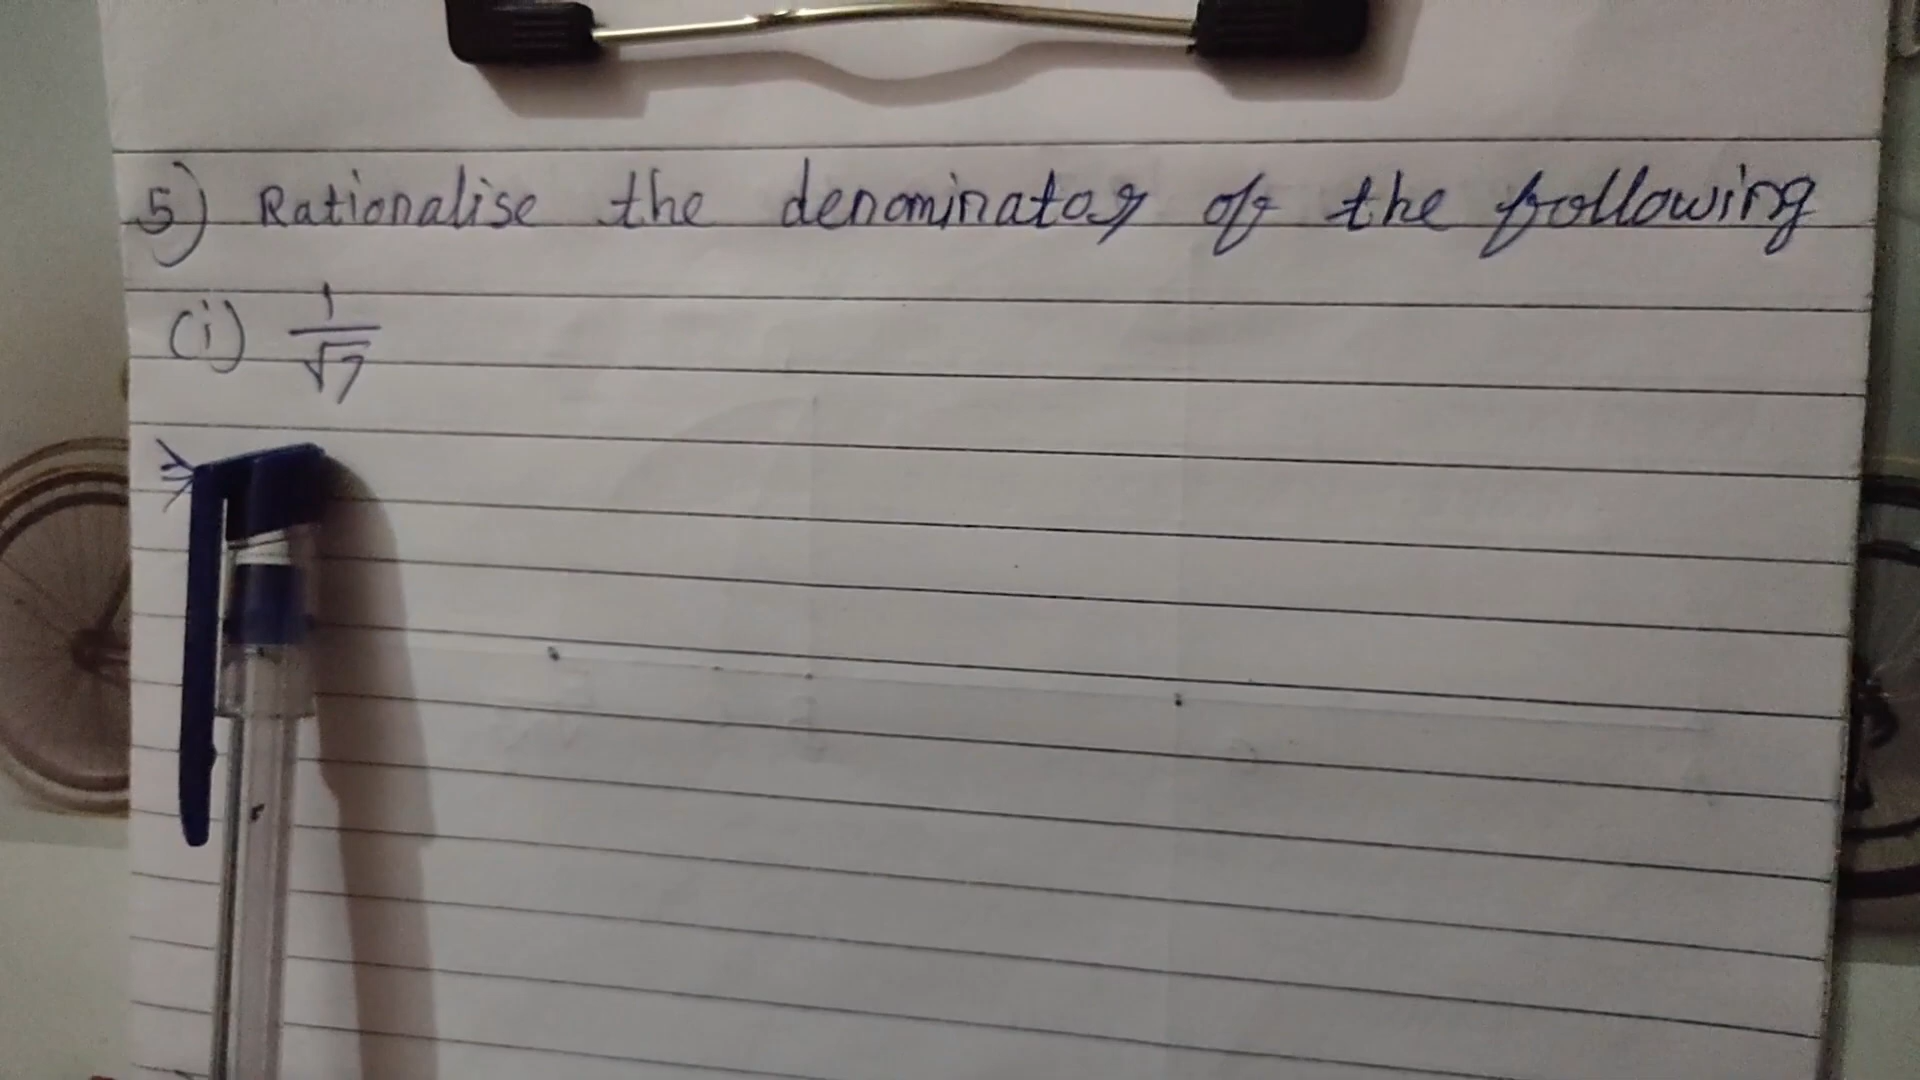 5) Rationalise the denominator of the following
(i) 1/√7